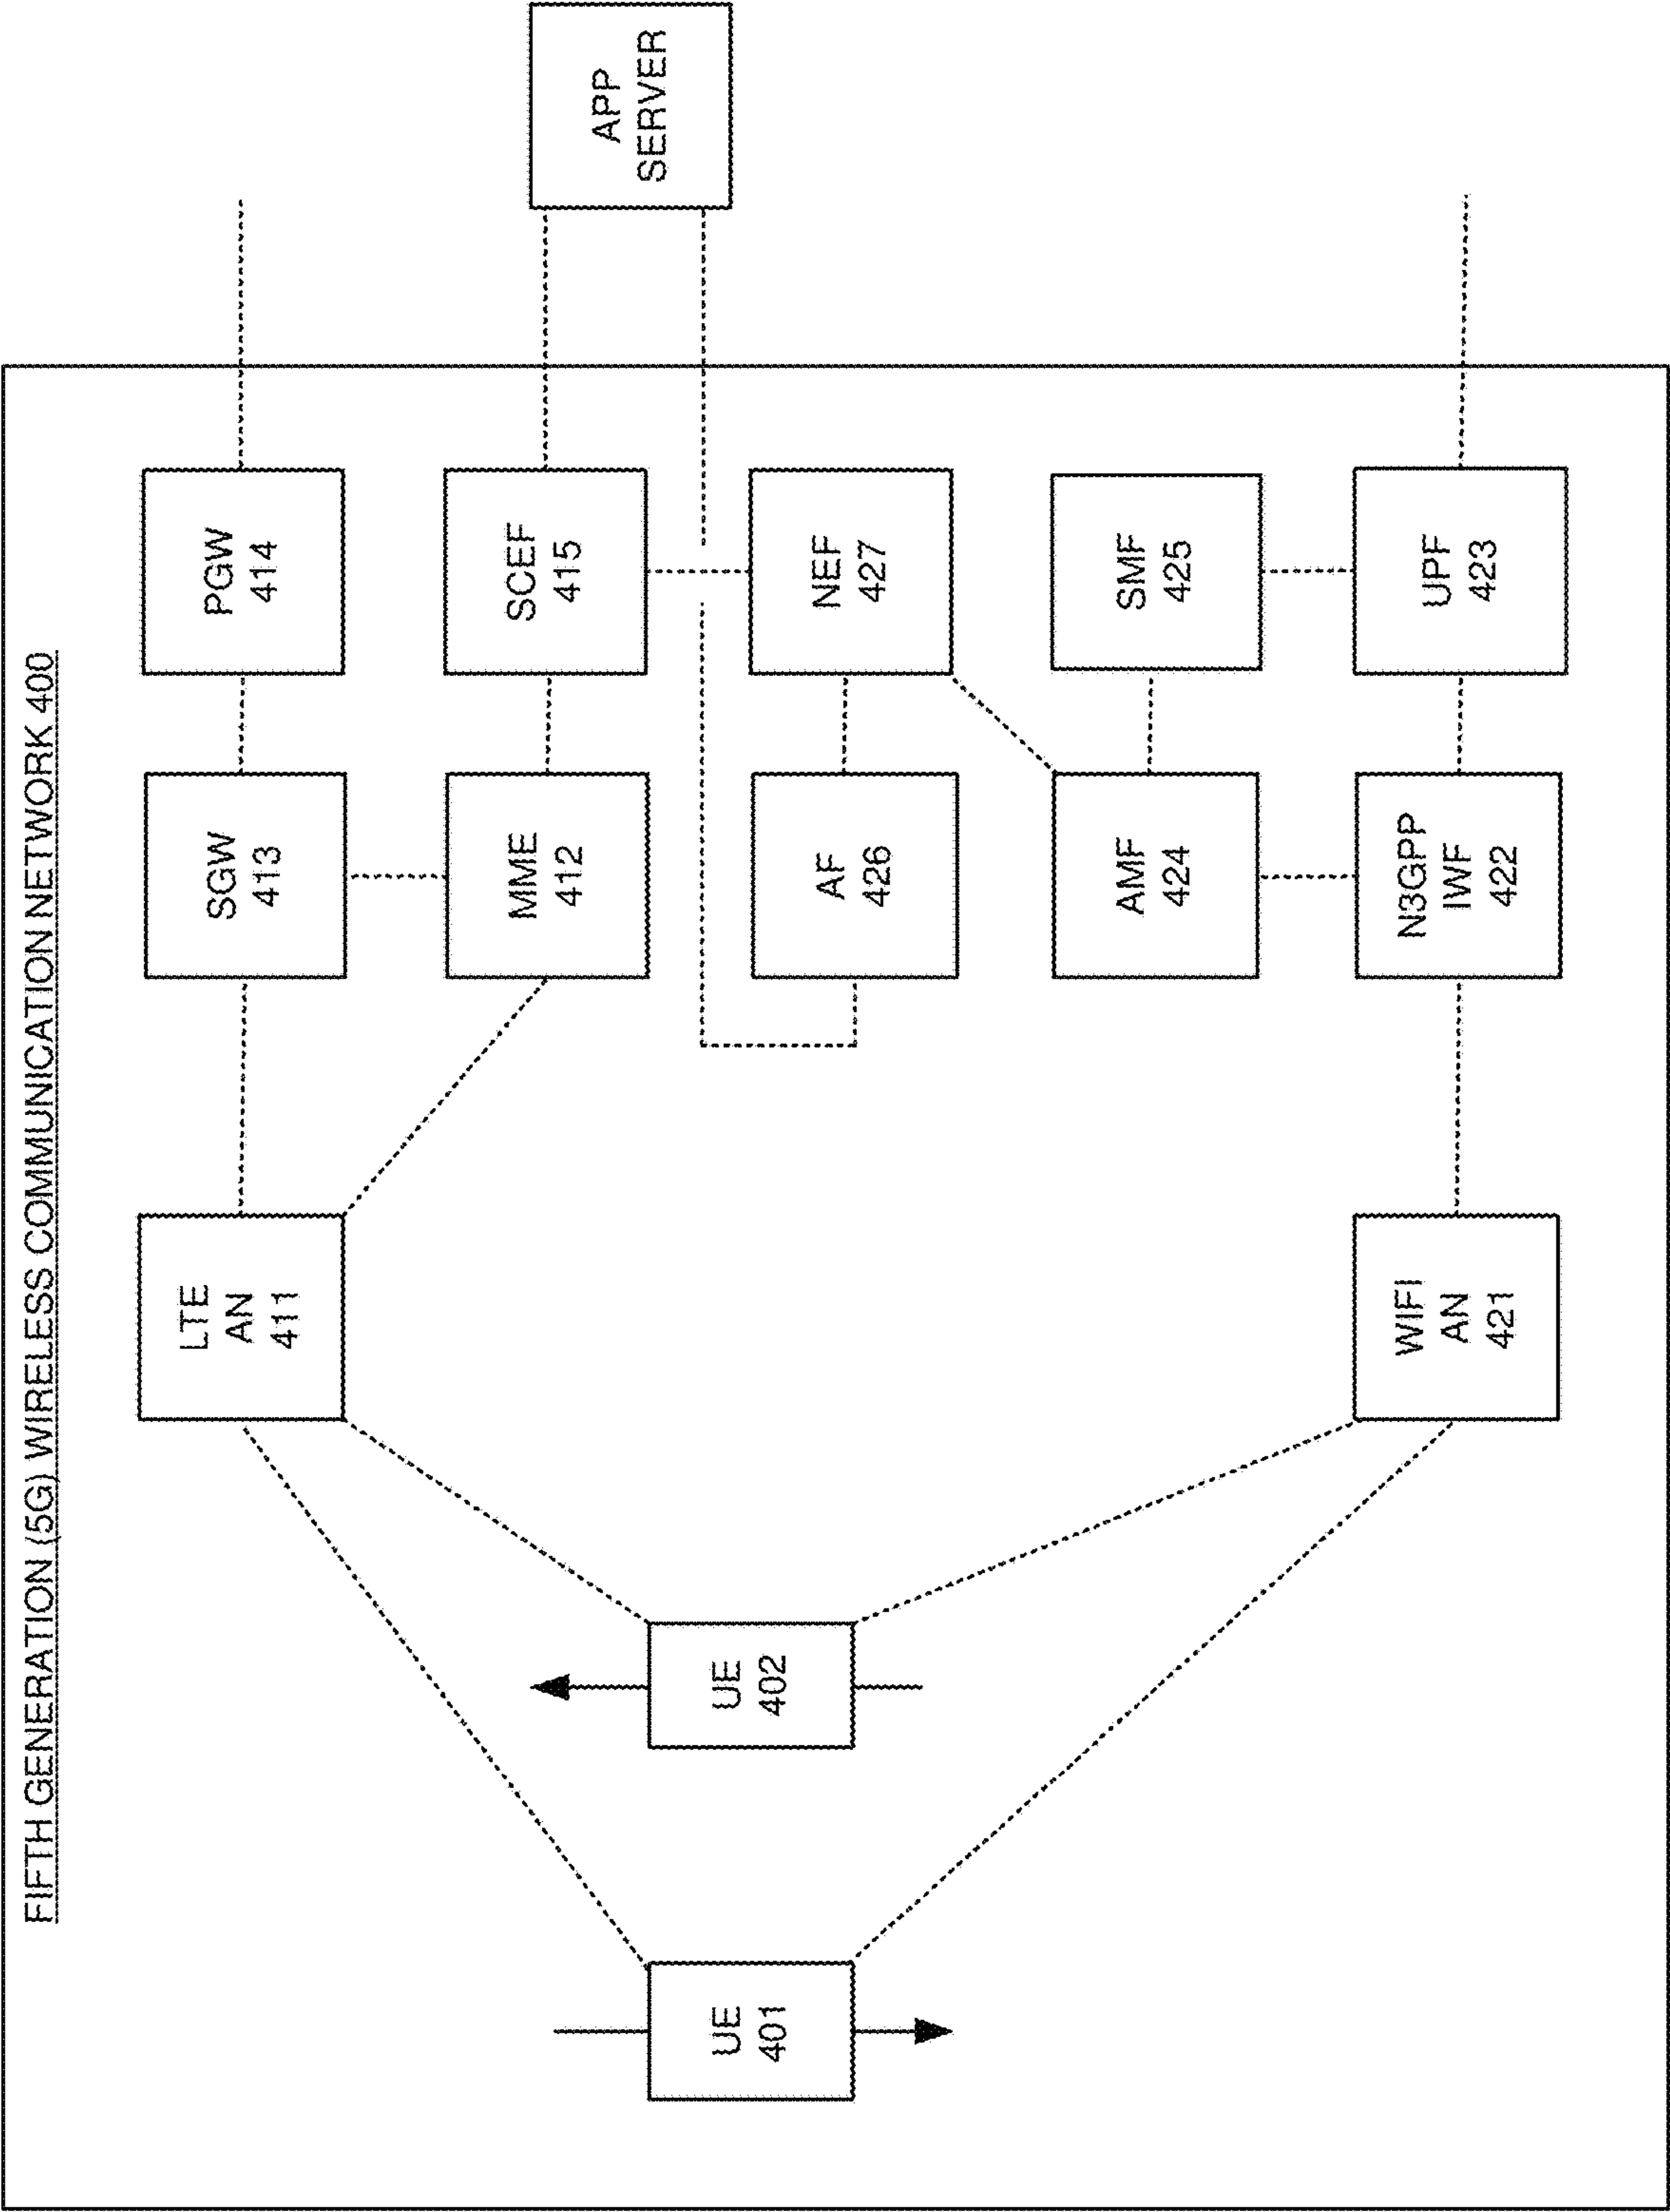 FIFTH GENERATION (5G) WIRELESS COMMUNICATION NETWORK 400
LTE
AN
411
SGW
413
PGW
414
MME
412
SCEF
415
APP
SERVER
UE
401
UE
402
AF
426
NEF
427
AMF
424
SMF
425
WIFI
AN
421
N3GPP
IWF
422
UPF
423